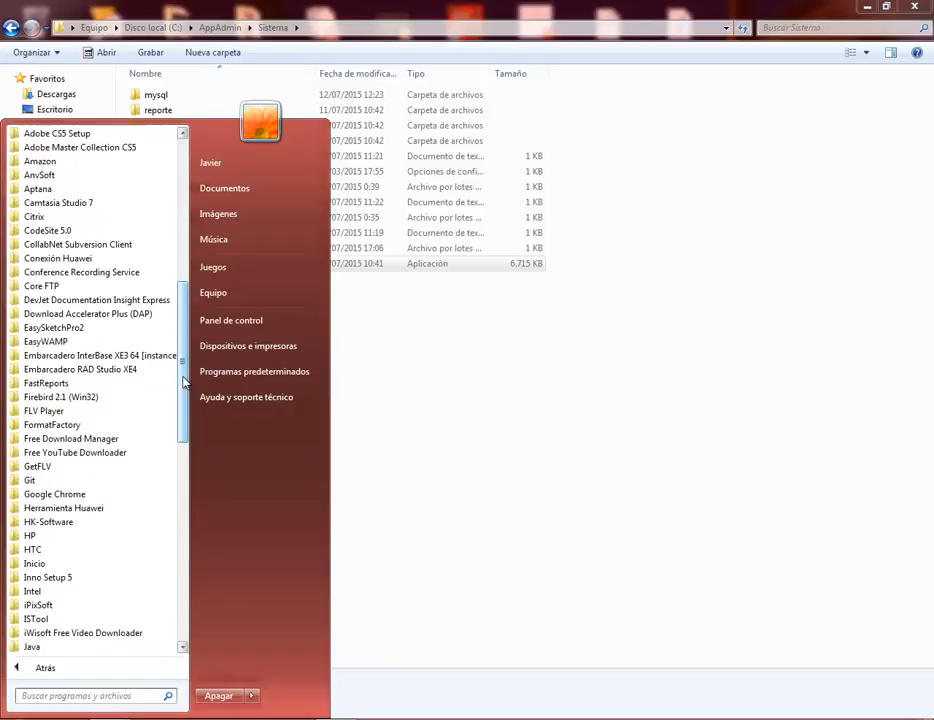 Equipo
Disco local (C:)
AppAdmin
Sistema
Buscar Sistema
Organizar
Abrir
Grabar
Nueva carpeta
Favoritos
Descargas
Escritorio
Nombre
Fecha de modifica...
Tipo
Tamaño
mysql
12/07/2015 12:23
Carpeta de archivos
reporte
11/07/2015 10:42
Carpeta de archivos
/07/2015 10:42
Carpeta de archivos
/07/2015 10:42
Carpeta de archivos
/07/2015 11:21
Documento de tex...
1 KB
/03/2015 17:55
Opciones de confi...
1 KB
/07/2015 0:39
Archivo por lotes ...
1 KB
/07/2015 11:22
Documento de tex...
1 KB
/07/2015 0:35
Archivo por lotes ...
1 KB
/07/2015 11:19
Documento de tex...
1 KB
/07/2015 17:06
Archivo por lotes ...
1 KB
/07/2015 10:41
Aplicación
6.715 KB
Adobe CS5 Setup
Adobe Master Collection CS5
Amazon
AnvSoft
Aptana
Camtasia Studio 7
Citrix
CodeSite 5.0
CollabNet Subversion Client
Conexión Huawei
Conference Recording Service
Core FTP
DevJet Documentation Insight Express
Download Accelerator Plus (DAP)
EasySketchPro2
EasyWAMP
Embarcadero InterBase XE3 64 [instance
Embarcadero RAD Studio XE4
FastReports
Firebird 2.1 (Win32)
FLV Player
FormatFactory
Free Download Manager
Free YouTube Downloader
GetFLV
Git
Google Chrome
Herramienta Huawei
HK-Software
HP
HTC
Inicio
Inno Setup 5
Intel
iPixSoft
ISTool
iWisoft Free Video Downloader
Java
Atrás
Buscar programas y archivos
Javier
Documentos
Imágenes
Música
Juegos
Equipo
Panel de control
Dispositivos e impresoras
Programas predeterminados
Ayuda y soporte técnico
Apagar